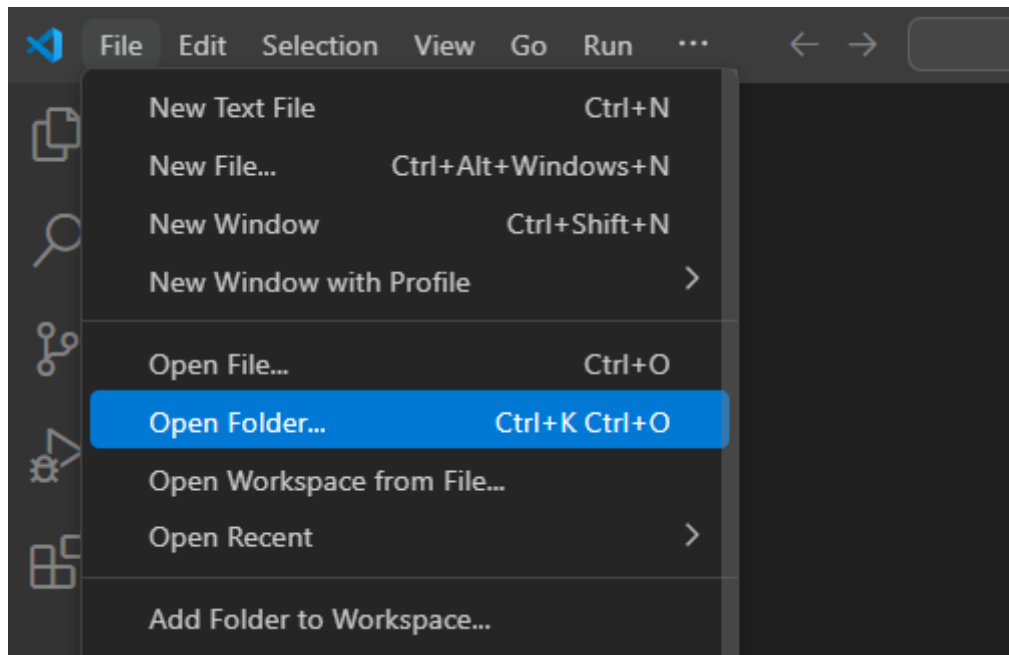 File Edit Selection View Go Run ···
New Text File Ctrl+N
New File... Ctrl+Alt+Windows+N
New Window Ctrl+Shift+N
New Window with Profile
Open File... Ctrl+O
Open Folder... Ctrl+K Ctrl+O
Open Workspace from File...
Open Recent
Add Folder to Workspace...